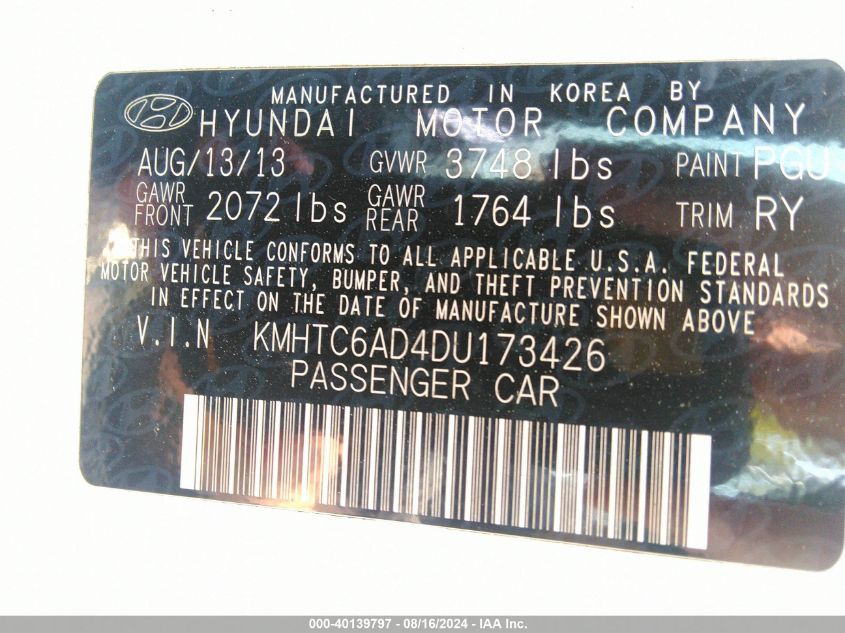 MANUFACTURED IN KOREA BY
HYUNDAI MOTOR COMPANY
AUG/13/13 GVWR 3748 lbs PAINT PGU
GAWR FRONT 2072 lbs GAWR REAR 1764 lbs TRIM RY
THIS VEHICLE CONFORMS TO ALL APPLICABLE U.S.A. FEDERAL
MOTOR VEHICLE SAFETY, BUMPER, AND THEFT PREVENTION STANDARDS
IN EFFECT ON THE DATE OF MANUFACTURE SHOWN ABOVE
V.I.N KMHTC6AD4DU173426
PASSENGER CAR
000-40139797 - 08/16/2024 - IAA Inc.